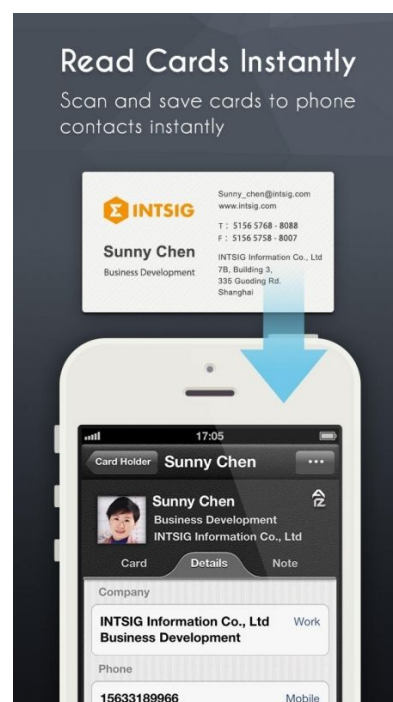 Read Cards Instantly
Scan and save cards to phone
contacts instantly
INTSIG
Sunny Chen
Business Development
Sunny_chen@intsig.com
www.intsig.com
T : 5156 5768 - 8088
F : 5156 5758 - 8007
INTSIG Information Co., Ltd
7B, Building 3,
335 Guoding Rd.
Shanghai
17:05
Card Holder Sunny Chen ...
Sunny Chen
Business Development
INTSIG Information Co., Ltd
Card Details Note
Company
INTSIG Information Co., Ltd Work
Business Development
Phone
15633189966 Mobile